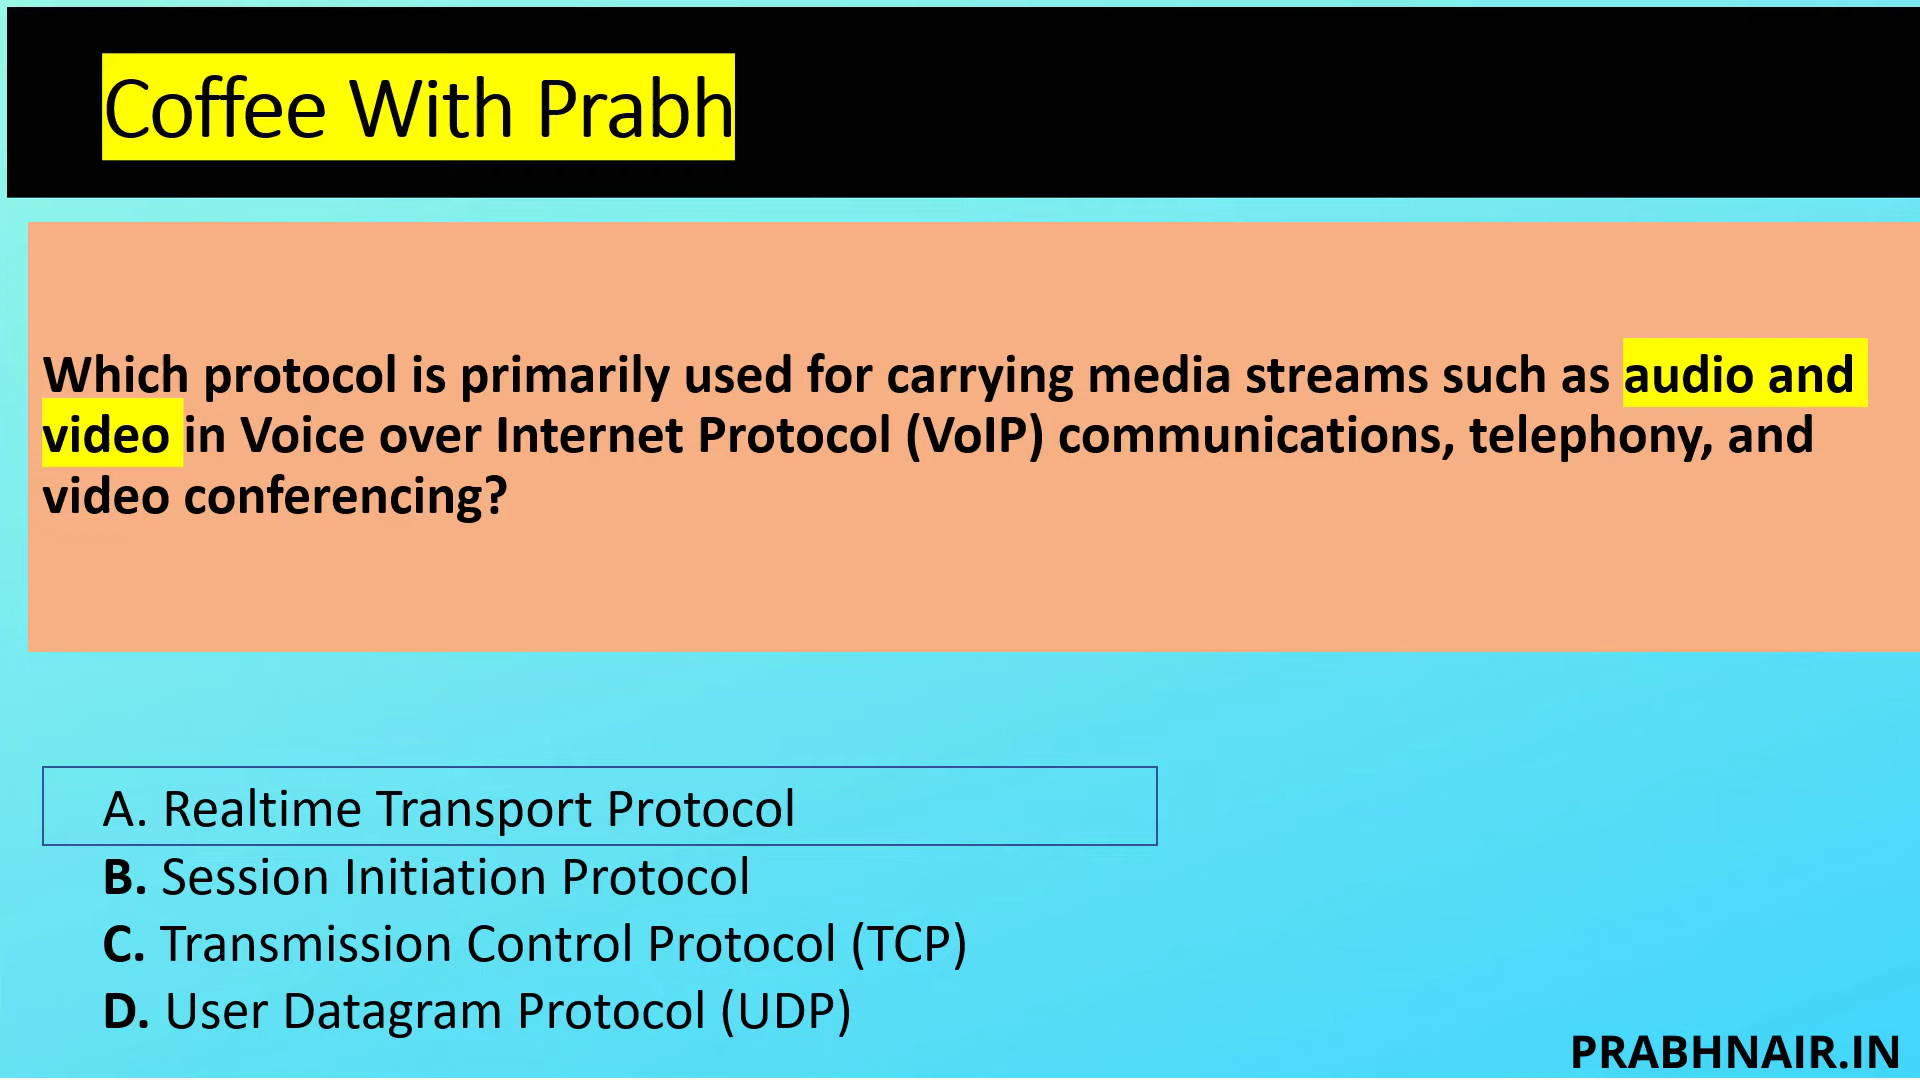 Coffee With Prabh
Which protocol is primarily used for carrying media streams such as audio and
video in Voice over Internet Protocol (VoIP) communications, telephony, and
video conferencing?
A. Realtime Transport Protocol
B. Session Initiation Protocol
C. Transmission Control Protocol (TCP)
D. User Datagram Protocol (UDP)
PRABHNAIR.IN